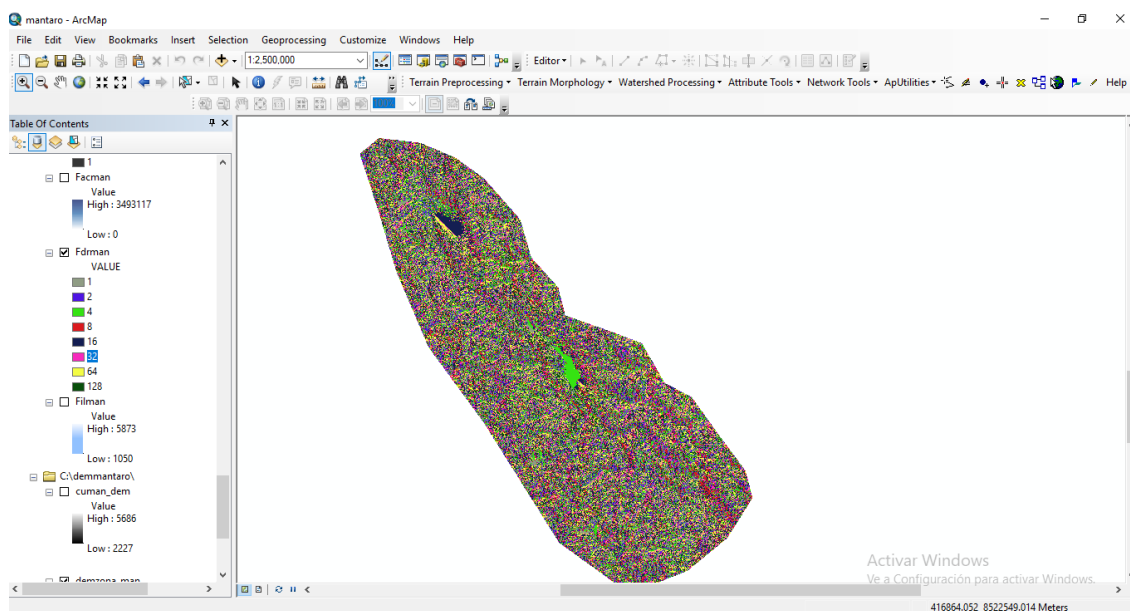 mantaro - ArcMap
File Edit View Bookmarks Insert Selection Geoprocessing Customize Windows Help
1:2,500,000 Editor
Terrain Preprocessing Terrain Morphology Watershed Processing Attribute Tools Network Tools ApUtilities Help
Table Of Contents
1
Facman
Value
High : 3493117
Low : 0
Fdrman
VALUE
1
2
4
8
16
32
64
128
Filman
Value
High : 5873
Low : 1050
C:\demmantaro\
cuman_dem
Value
High : 5686
Low : 2227
Activar Windows
Ve a Configuración para activar Windows.
416864.052 8522549.014 Meters